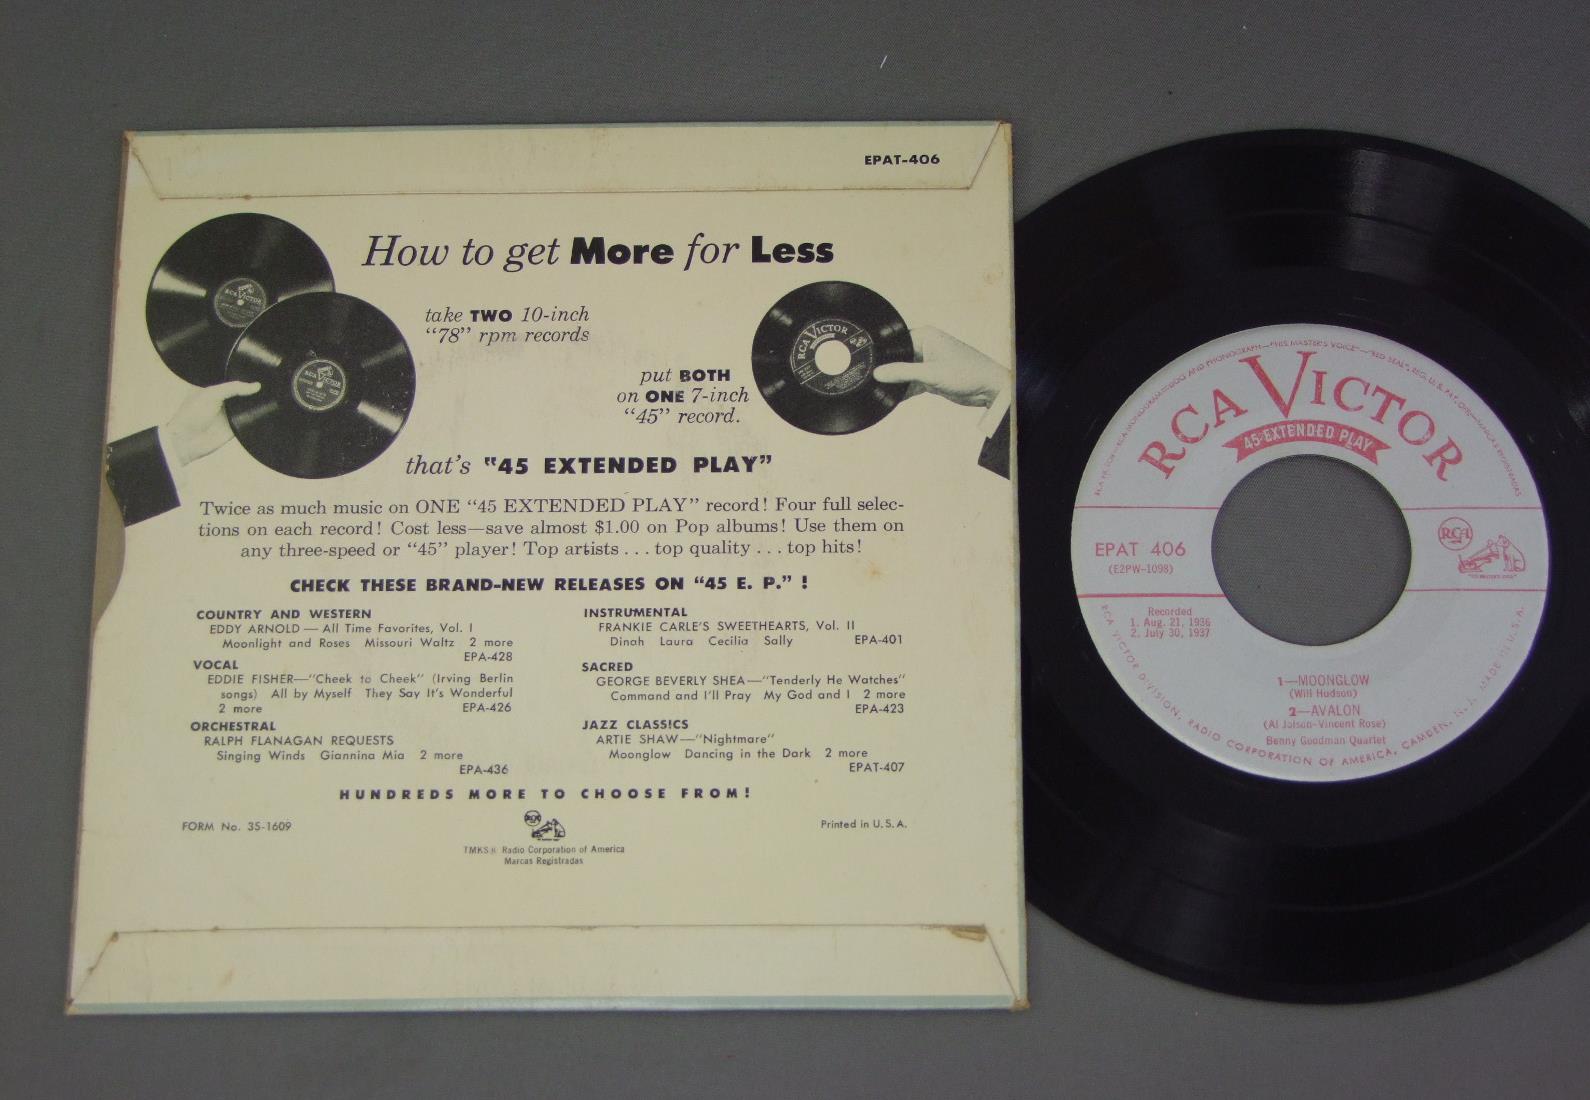 EPAT-406
How to get More for Less
take TWO 10-inch
“78” rpm records
put BOTH
on ONE 7-inch
“45” record.
that's “45 EXTENDED PLAY”
Twice as much music on ONE “45 EXTENDED PLAY” record! Four full selec-
tions on each record! Cost less—save almost $1.00 on Pop albums! Use them on
any three-speed or “45” player! Top artists . . . top quality . . . top hits!
CHECK THESE BRAND-NEW RELEASES ON “45 E. P.” !
COUNTRY AND WESTERN
EDDY ARNOLD — All Time Favorites, Vol. I
Moonlight and Roses Missouri Waltz 2 more
EPA-428
VOCAL
EDDIE FISHER—“Cheek to Cheek” (Irving Berlin
songs) All by Myself They Say It's Wonderful
2 more EPA-426
ORCHESTRAL
RALPH FLANAGAN REQUESTS
Singing Winds Giannina Mia 2 more
EPA-436
INSTRUMENTAL
FRANKIE CARLE'S SWEETHEARTS, Vol. II
Dinah Laura Cecilia Sally EPA-401
SACRED
GEORGE BEVERLY SHEA—“Tenderly He Watches”
Command and I'll Pray My God and I 2 more
EPA-423
JAZZ CLASSICS
ARTIE SHAW—“Nightmare”
Moonglow Dancing in the Dark 2 more
EPAT-407
HUNDREDS MORE TO CHOOSE FROM!
FORM No. 35-1609
RCA
Printed in U. S. A.
TMKS ® Radio Corporation of America
Marcas Registradas
RCA VICTOR
RCA VICTOR
RCA VICTOR
RCA VICTOR
45 EXTENDED PLAY
EPAT 406
(E2PW-1098)
RCA
Recorded
1. Aug. 21, 1936
2. July 30, 1937
1—MOONGLOW
(Will Hudson)
2—AVALON
(Al Jolson-Vincent Rose)
Benny Goodman Quartet
RCA VICTOR DIVISION, RADIO CORPORATION OF AMERICA, CAMDEN, N. J. MADE IN U. S. A.